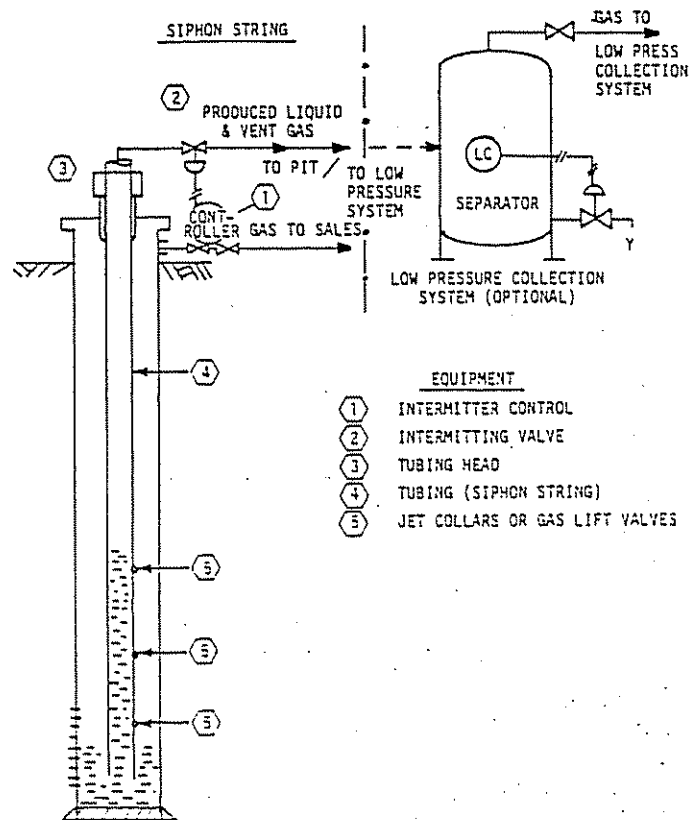 SIPHON STRING
GAS TO
LOW PRESS
COLLECTION
SYSTEM
2
PRODUCED LIQUID
& VENT GAS
3
TO PIT /
TO LOW
PRESSURE
SYSTEM
LC
SEPARATOR
1
CONT-
ROLLER
GAS TO SALES
Y
LOW PRESSURE COLLECTION
SYSTEM (OPTIONAL)
4
EQUIPMENT
1 INTERMITTER CONTROL
2 INTERMITTING VALVE
3 TUBING HEAD
4 TUBING (SIPHON STRING)
5 JET COLLARS OR GAS LIFT VALVES
5
5
5